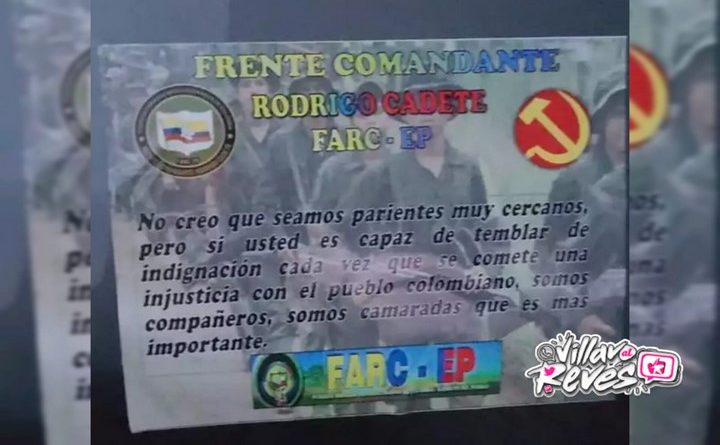 FRENTE COMANDANTE
RODRIGO CADETE
FARC - EP
No creo que seamos parientes muy cercanos,
pero si usted es capaz de temblar de
indignación cada vez que se comete una
injusticia con el pueblo colombiano, somos
compañeros, somos camaradas que es mas
importante.
FARC - EP
Villav al
Revés